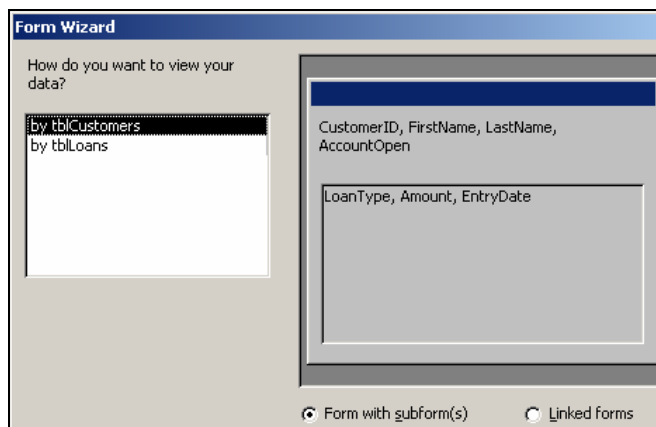 Form Wizard
How do you want to view your
data?
by tblCustomers
by tblLoans
CustomerID, FirstName, LastName,
AccountOpen
LoanType, Amount, EntryDate
Form with subform(s)
Linked forms